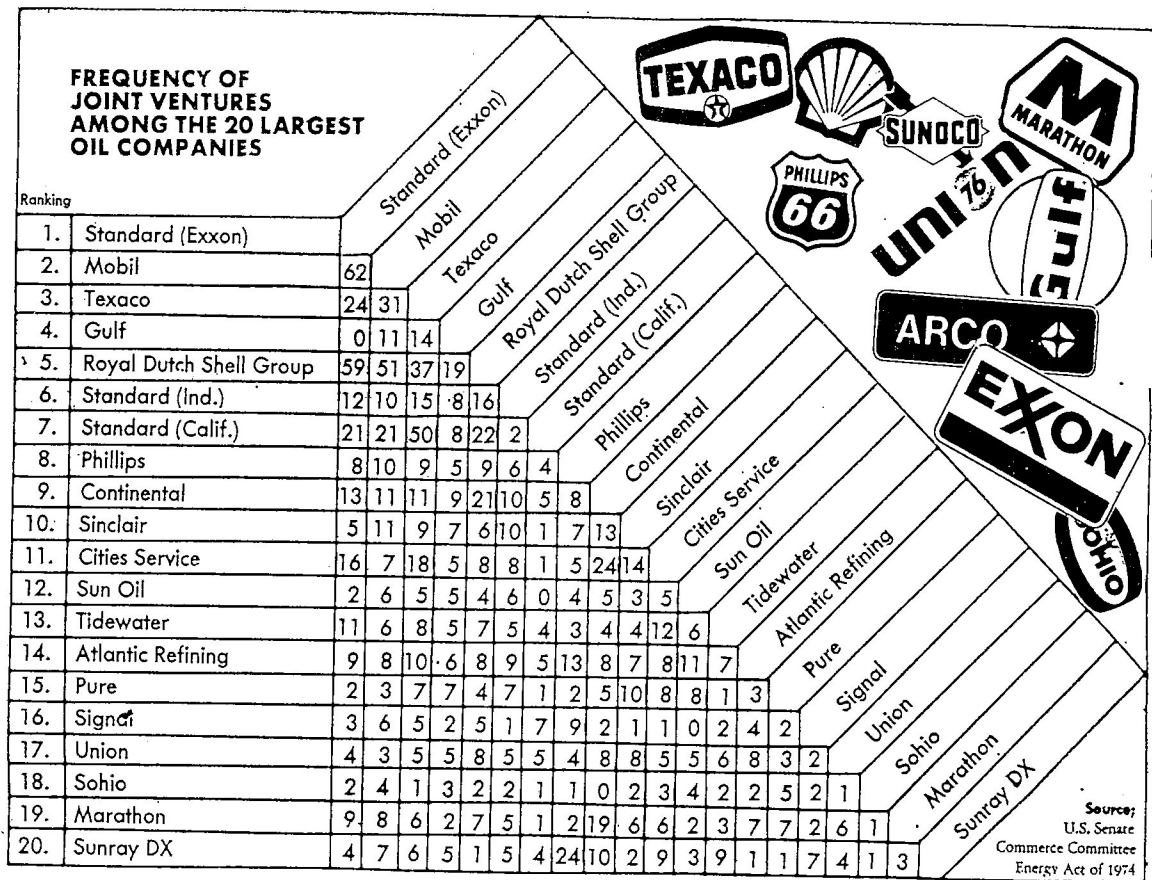 FREQUENCY OF
JOINT VENTURES
AMONG THE 20 LARGEST
OIL COMPANIES
TEXACO
T
SUNOCO
M
MARATHON
PHILLIPS
66
UNION
76
fina
ARCO
EXXON
OHIO
Standard (Exxon)
Mobil
Texaco
Gulf
Royal Dutch Shell Group
Standard (Ind.)
Standard (Calif.)
Phillips
Continental
Sinclair
Cities Service
Sun Oil
Tidewater
Atlantic Refining
Pure
Signal
Union
Sohio
Marathon
Sunray DX
Ranking
1. Standard (Exxon)
2. Mobil 62
3. Texaco 24 31
4. Gulf 0 11 14
5. Royal Dutch Shell Group 59 51 37 19
6. Standard (Ind.) 12 10 15 8 16
7. Standard (Calif.) 21 21 50 8 22 2
8. Phillips 8 10 9 5 9 6 4
9. Continental 13 11 11 9 21 10 5 8
10. Sinclair 5 11 9 7 6 10 1 7 13
11. Cities Service 16 7 18 5 8 8 1 5 24 14
12. Sun Oil 2 6 5 5 4 6 0 4 5 3 5
13. Tidewater 11 6 8 5 7 5 4 3 4 4 12 6
14. Atlantic Refining 9 8 10 6 8 9 5 13 8 7 8 11 7
15. Pure 2 3 7 7 4 7 1 2 5 10 8 8 1 3
16. Signal 3 6 5 2 5 1 7 9 2 1 1 0 2 4 2
17. Union 4 3 5 5 8 5 5 4 8 8 5 5 6 8 3 2
18. Sohio 2 4 1 3 2 2 1 1 0 2 3 4 2 2 5 2 1
19. Marathon 9 8 6 2 7 5 1 2 19 6 6 2 3 7 7 2 6 1
20. Sunray DX 4 7 6 5 1 5 4 24 10 2 9 3 9 1 1 7 4 1 3
Source;
U.S. Senate
Commerce Committee
Energy Act of 1974